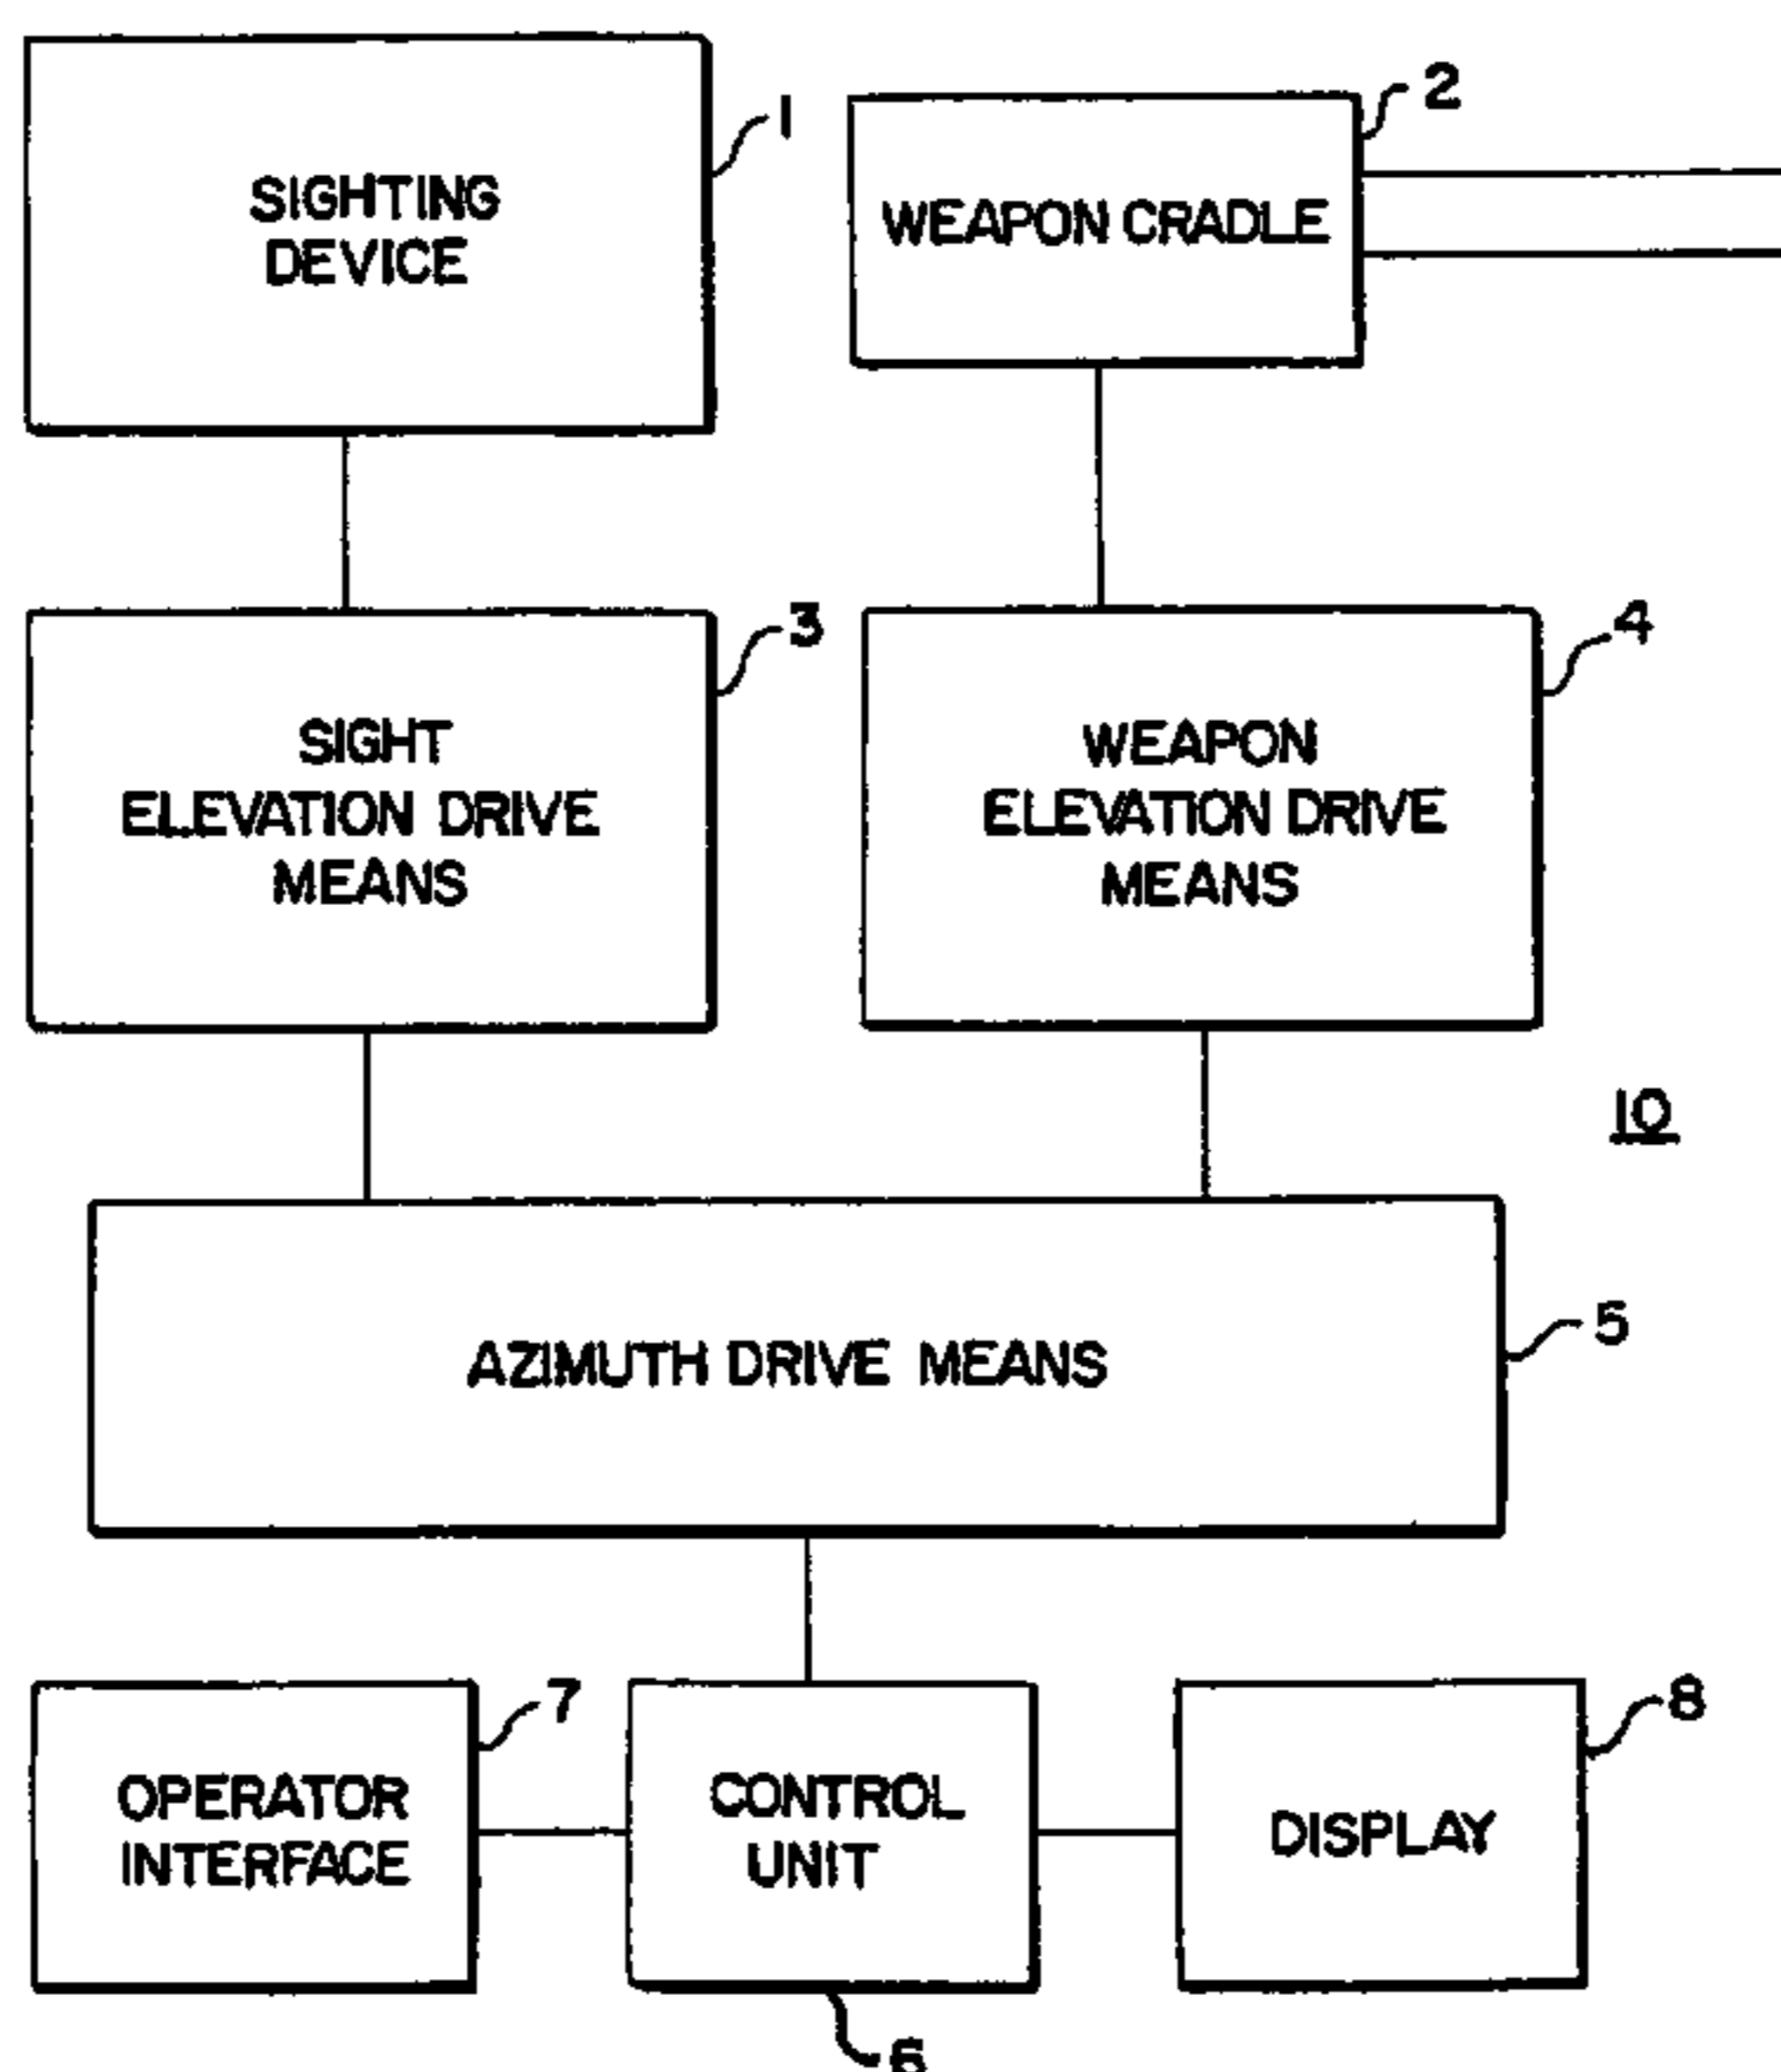 SIGHTING
DEVICE
1
WEAPON CRADLE
2
SIGHT
ELEVATION DRIVE
MEANS
3
WEAPON
ELEVATION DRIVE
MEANS
4
10
AZIMUTH DRIVE MEANS
5
OPERATOR
INTERFACE
7
CONTROL
UNIT
6
DISPLAY
8